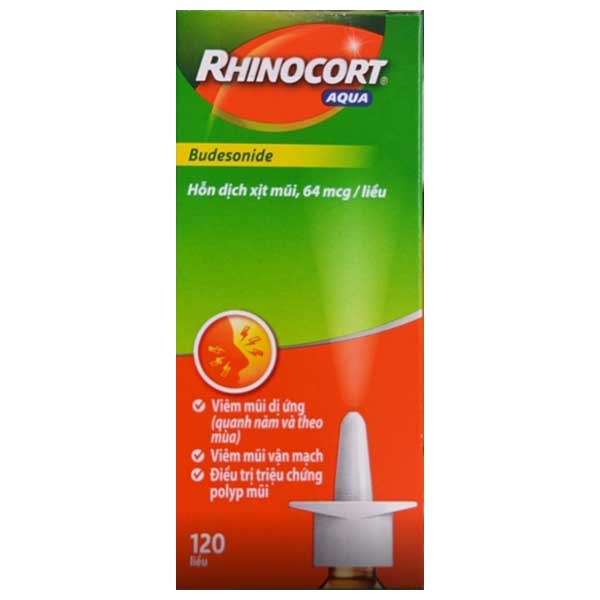 RHINOCORT®
AQUA
Budesonide
Hỗn dịch xịt mũi, 64 mcg / liều
Viêm mũi dị ứng
(quanh năm và theo
mùa)
Viêm mũi vận mạch
Điều trị triệu chứng
polyp mũi
120
liều